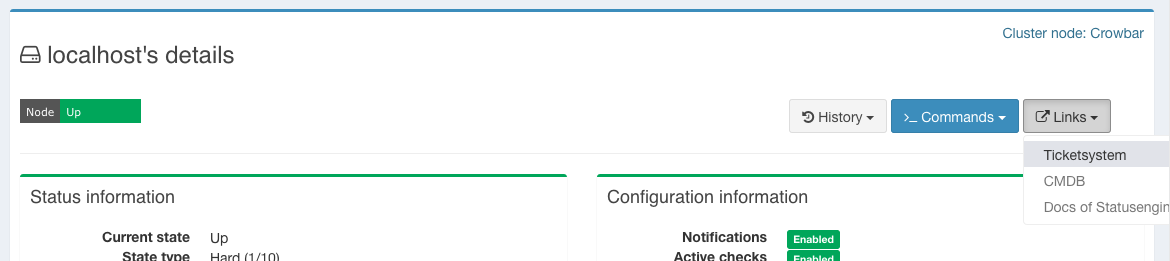 Cluster node: Crowbar
localhost's details
Node Up
History Commands Links
Ticketsystem
CMDB
Docs of Statusengin
Status information
Configuration information
Current state Up
Notifications Enabled
State type Hard (1/10)
Active checks Enabled